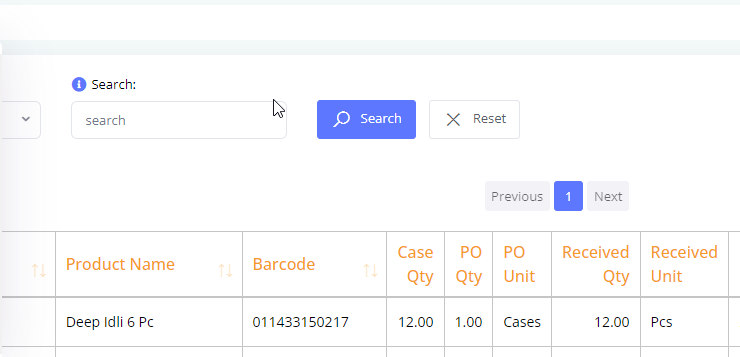 Search:
search
Search
Reset
Previous
1
Next
Product Name
Barcode
Case Qty
PO Qty
PO Unit
Received Qty
Received Unit
Deep Idli 6 Pc
011433150217
12.00
1.00
Cases
12.00
Pcs